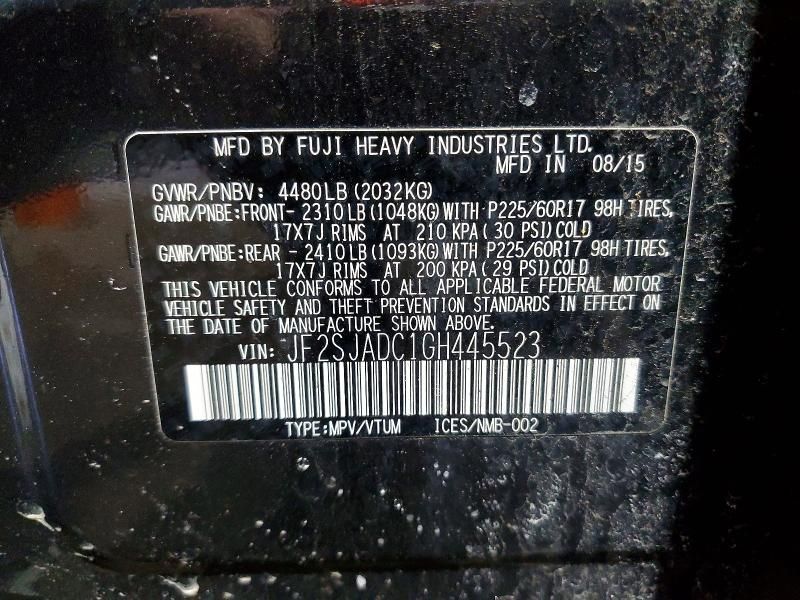 MFD BY FUJI HEAVY INDUSTRIES LTD.
MFD IN 08/15
GVWR/PNBV: 4480LB (2032KG)
GAWR/PNBE:FRONT- 2310LB (1048KG) WITH P225/60R17 98H TIRES,
17X7J RIMS AT 210 KPA ( 30 PSI) COLD
GAWR/PNBE:REAR - 2410LB (1093KG) WITH P225/60R17 98H TIRES,
17X7J RIMS AT 200 KPA ( 29 PSI) COLD
THIS VEHICLE CONFORMS TO ALL APPLICABLE FEDERAL MOTOR
VEHICLE SAFETY AND THEFT PREVENTION STANDARDS IN EFFECT ON
THE DATE OF MANUFACTURE SHOWN ABOVE.
VIN: JF2SJADC1GH445523
TYPE:MPV/VTUM ICES/NMB-002